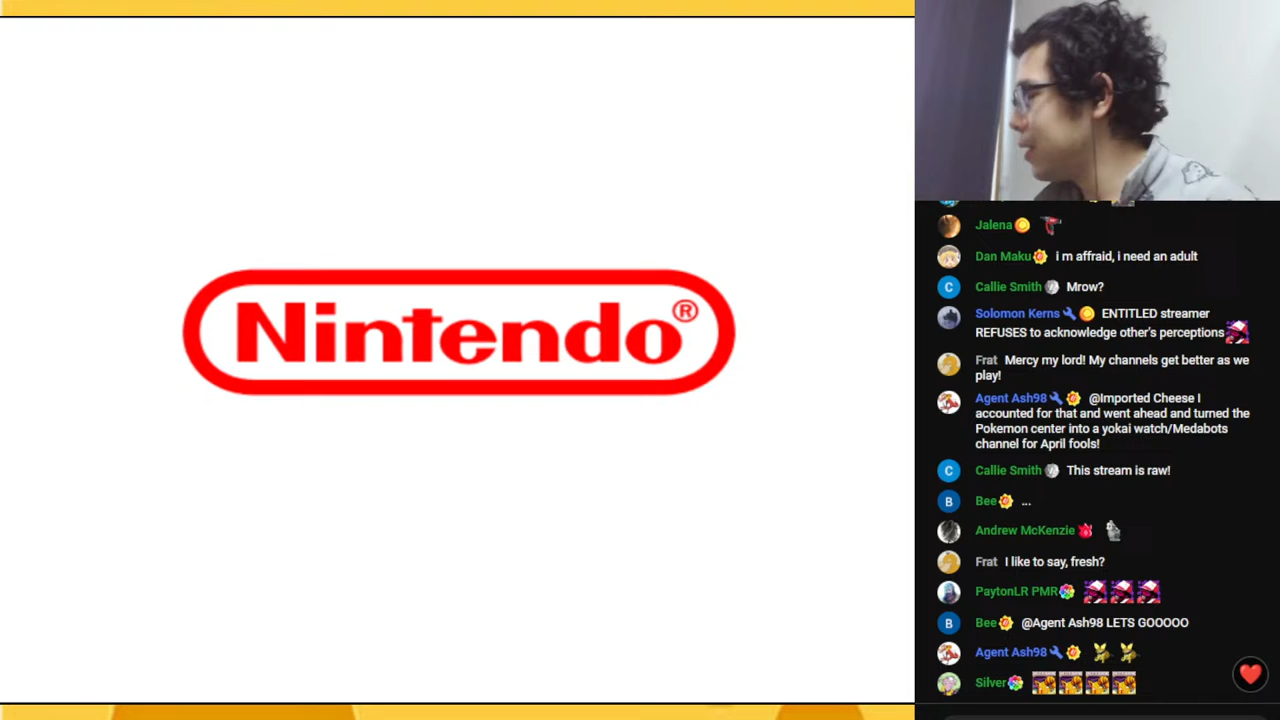 Nintendo®
Jalena
Dan Maku i m affraid, i need an adult
C Callie Smith Mrow?
Solomon Kerns ENTITLED streamer
REFUSES to acknowledge other's perceptions
Frat Mercy my lord! My channels get better as we
play!
Agent Ash98 @Imported Cheese I
accounted for that and went ahead and turned the
Pokemon center into a yokai watch/Medabots
channel for April fools!
C Callie Smith This stream is raw!
B Bee ...
Andrew McKenzie
Frat I like to say, fresh?
PaytonLR PMR
B Bee @Agent Ash98 LETS GOOOOO
Agent Ash98
Silver